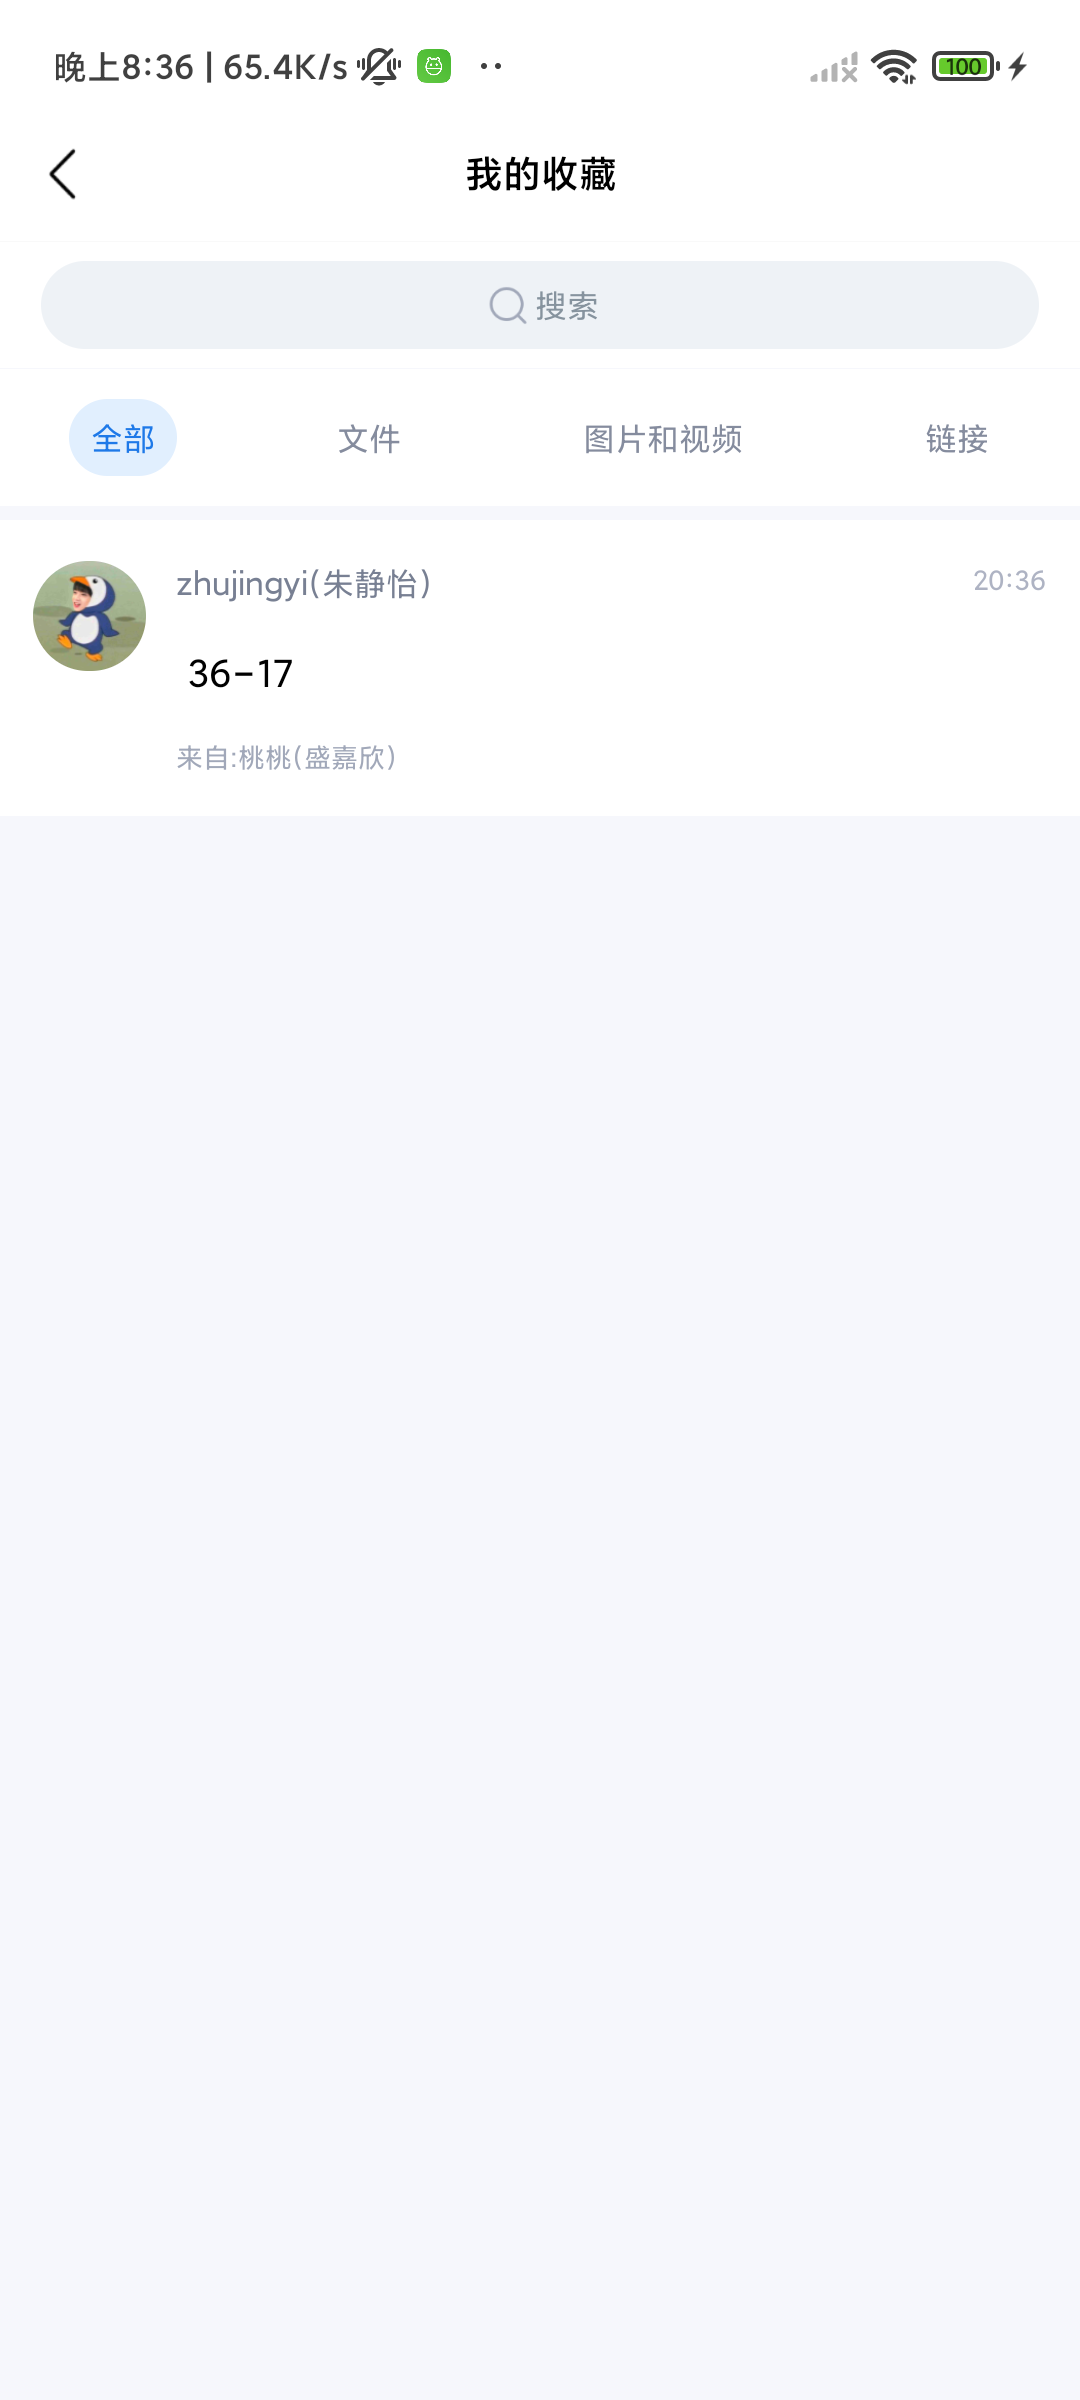 晚上8:36 | 65.4K/s
100
我的收藏
搜索
全部 文件 图片和视频 链接
zhujingyi(朱静怡) 20:36
36-17
来自:桃桃(盛嘉欣)